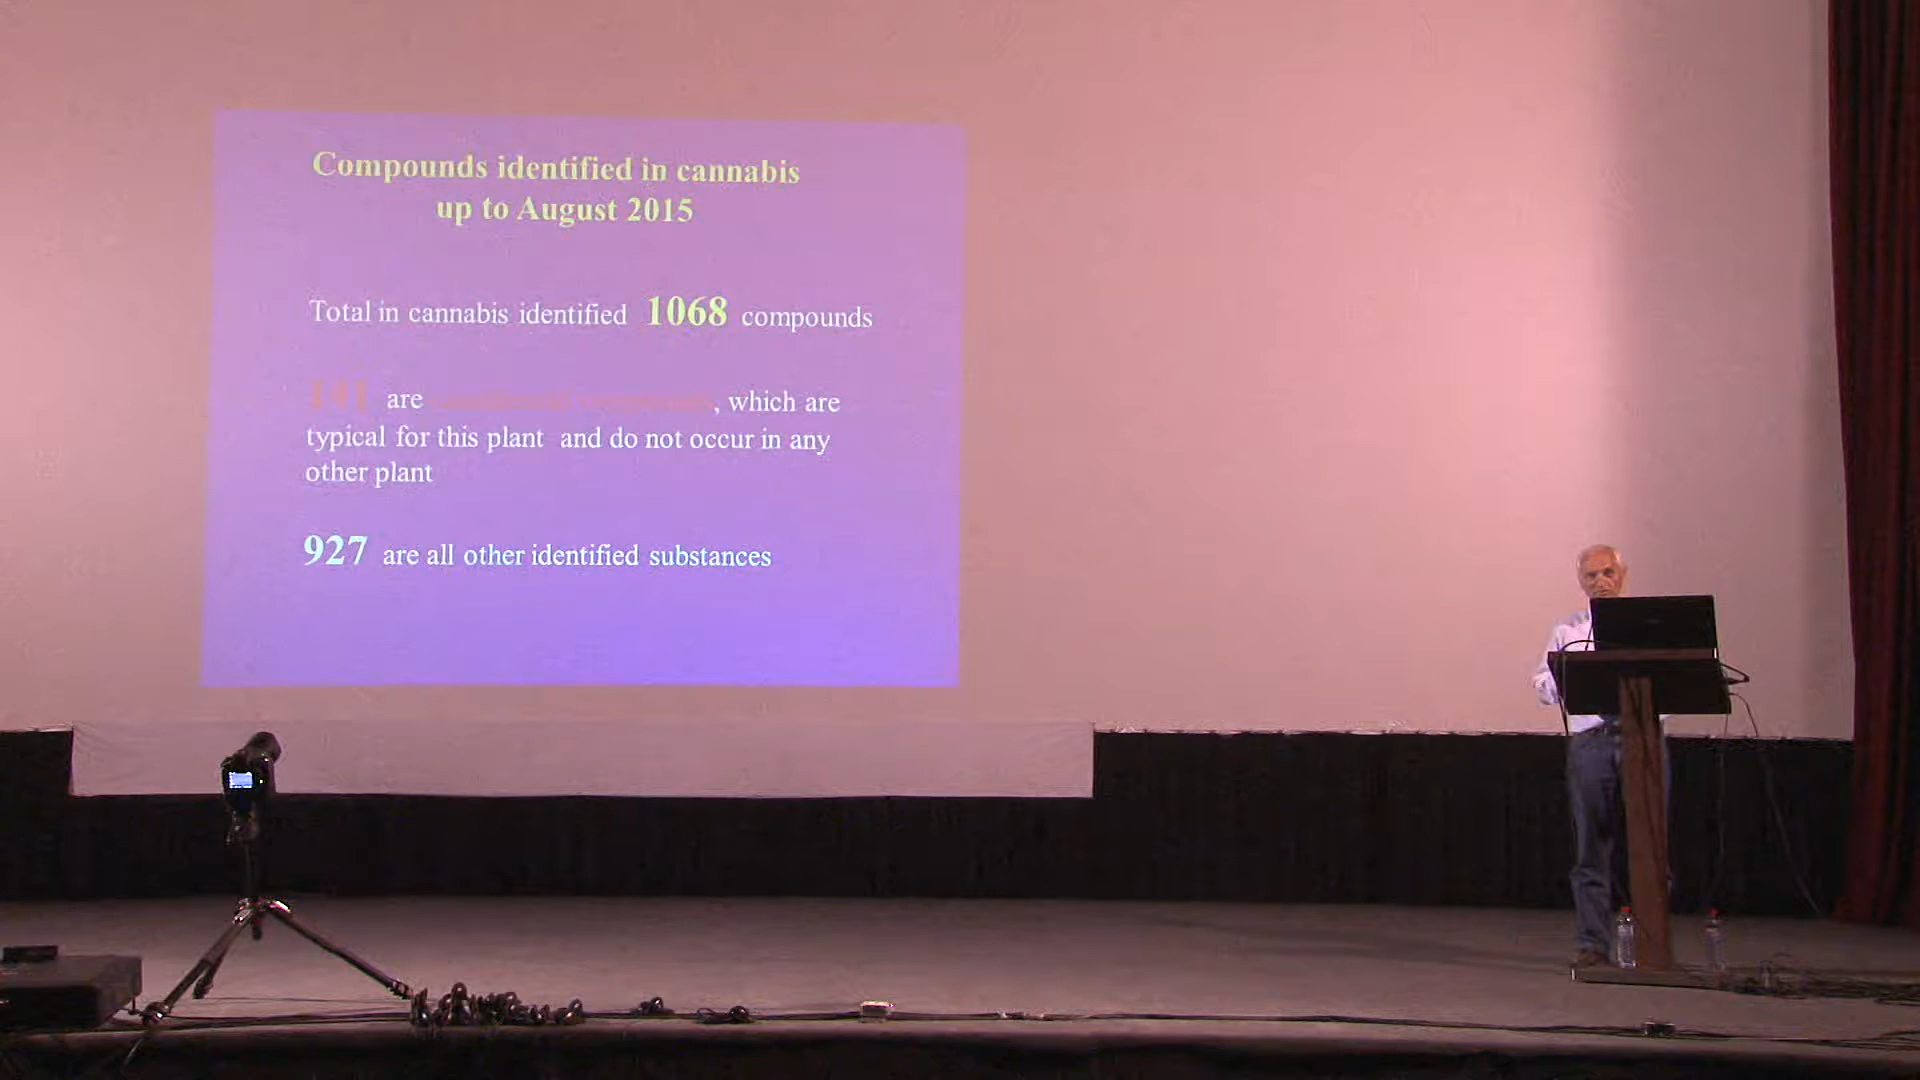 Compounds identified in cannabis
up to August 2015
Total in cannabis identified 1068 compounds
141 are , which are
typical for this plant and do not occur in any
other plant
927 are all other identified substances